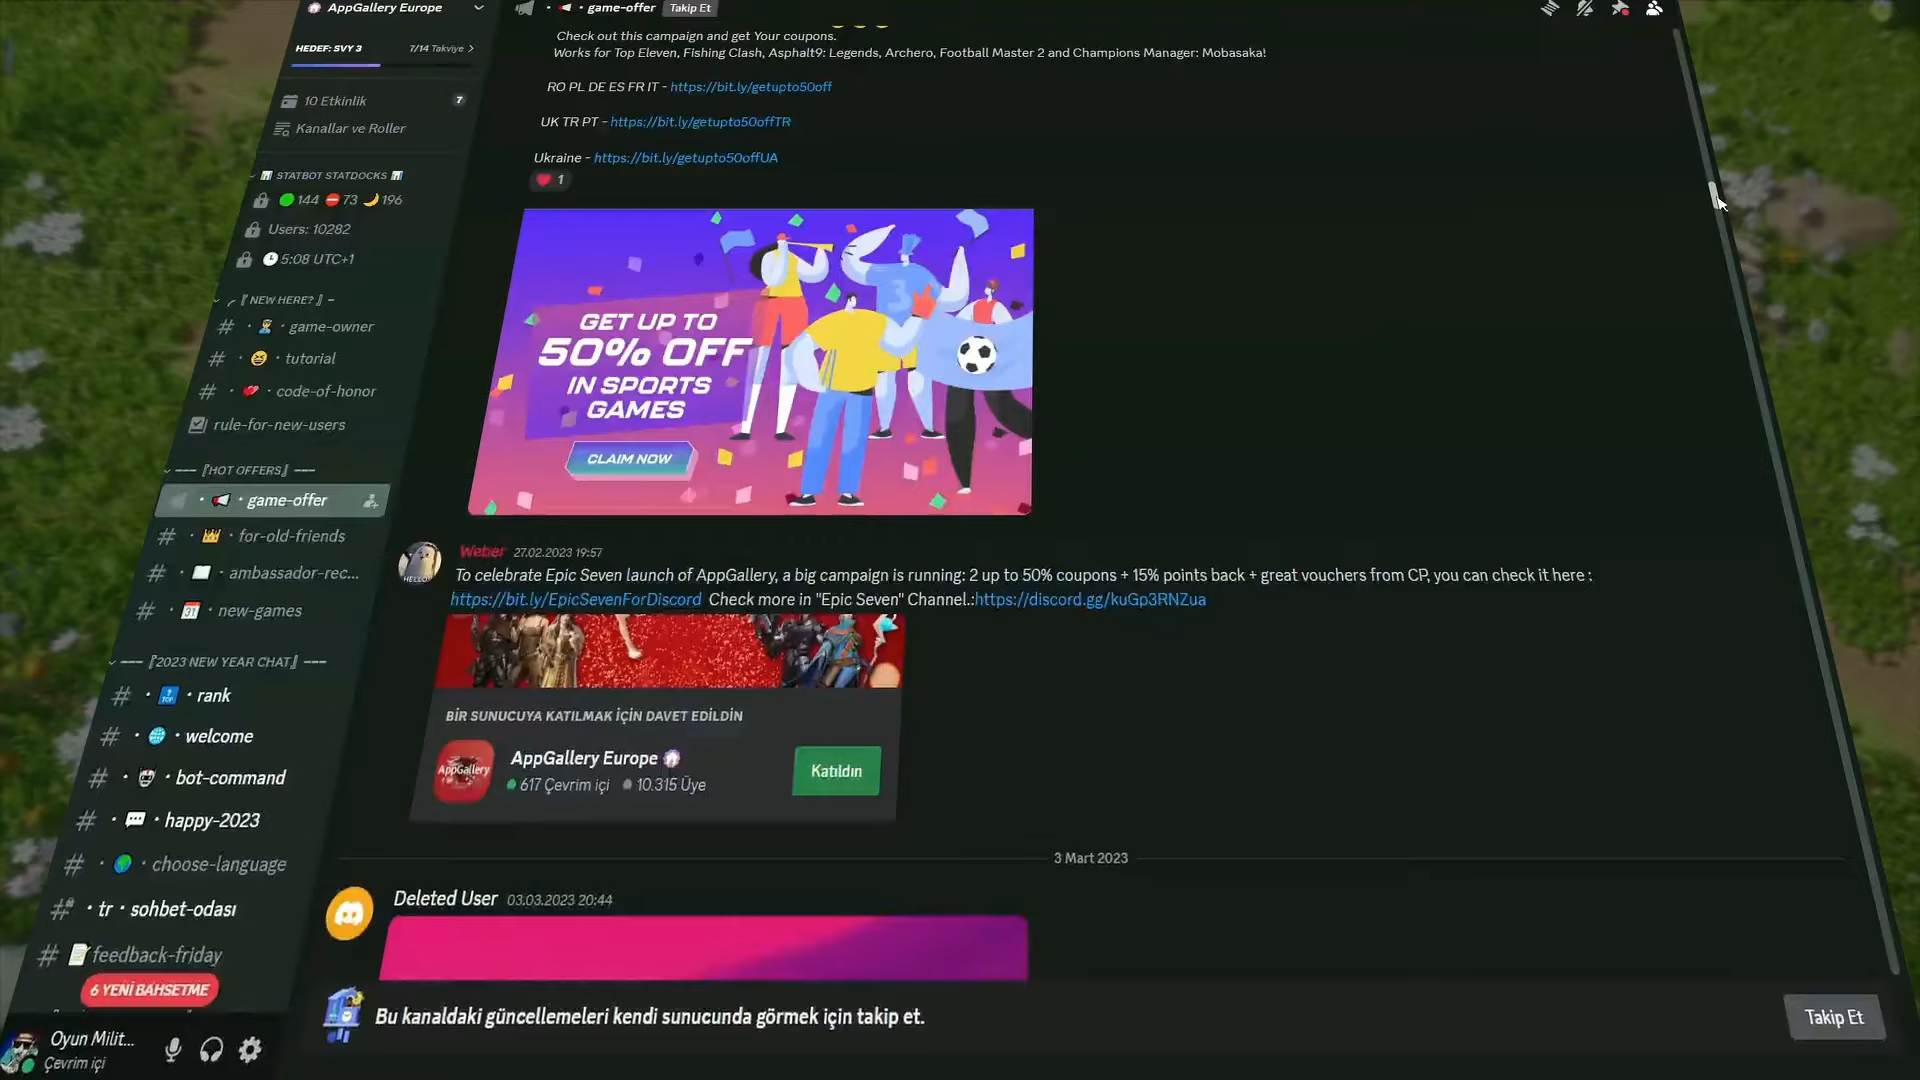 AppGallery Europe
HEDEF: SVY 3
7/14 Takviye
10 Etkinlik
7
Kanallar ve Roller
STATBOT STATDOCKS
144 73 196
Users: 10282
5:08 UTC+1
『NEW HERE?』
game-owner
tutorial
code-of-honor
rule-for-new-users
『HOT OFFERS』
game-offer
for-old-friends
ambassador-rec...
new-games
『2023 NEW YEAR CHAT』
rank
welcome
bot-command
happy-2023
choose-language
tr · sohbet-odası
feedback-friday
6 YENİ BAHSETME
Oyun Milit...
Çevrim içi
game-offer
Takip Et
Check out this campaign and get Your coupons.
Works for Top Eleven, Fishing Clash, Asphalt9: Legends, Archero, Football Master 2 and Champions Manager: Mobasaka!
RO PL DE ES FR IT - https://bit.ly/getupto50off
UK TR PT - https://bit.ly/getupto50offTR
Ukraine - https://bit.ly/getupto50offUA
1
GET UP TO
50% OFF
IN SPORTS
GAMES
CLAIM NOW
3
HELLO!
Weber 27.02.2023 19:57
To celebrate Epic Seven launch of AppGallery, a big campaign is running: 2 up to 50% coupons + 15% points back + great vouchers from CP, you can check it here :
https://bit.ly/EpicSevenForDiscord Check more in "Epic Seven" Channel.:https://discord.gg/kuGp3RNZua
BİR SUNUCUYA KATILMAK İÇİN DAVET EDİLDİN
AppGallery
AppGallery Europe
617 Çevrim içi 10.315 Üye
Katıldın
3 Mart 2023
Deleted User 03.03.2023 20:44
Bu kanaldaki güncellemeleri kendi sunucunda görmek için takip et.
Takip Et